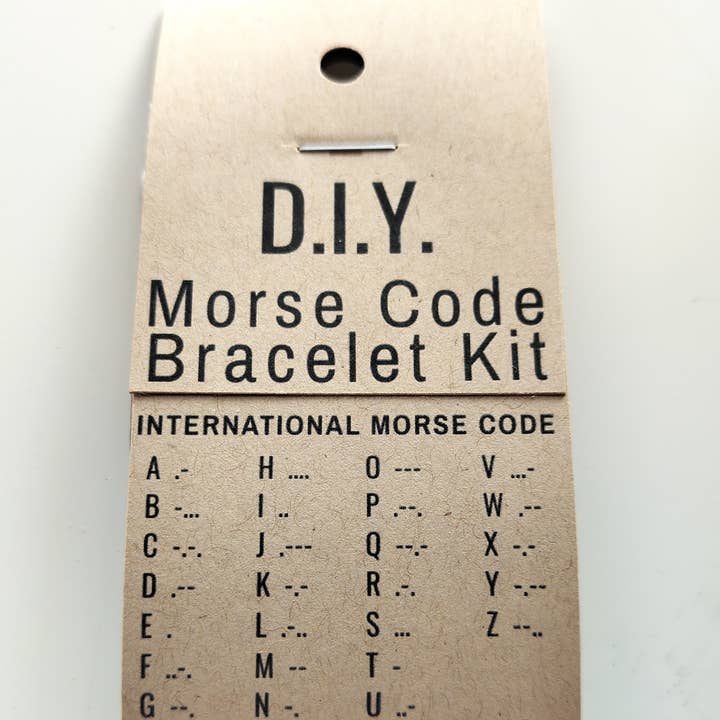 D.I.Y.
Morse Code
Bracelet Kit
INTERNATIONAL MORSE CODE
A .- H .... O --- V ...-
B -... I .. P .--. W .--
C -.-. J .--- Q --.- X -.-
D .-- K -.- R .-. Y -.--
E . L .-.. S ... Z --..
F ..-. M -- T -
G --. N -. U ..-